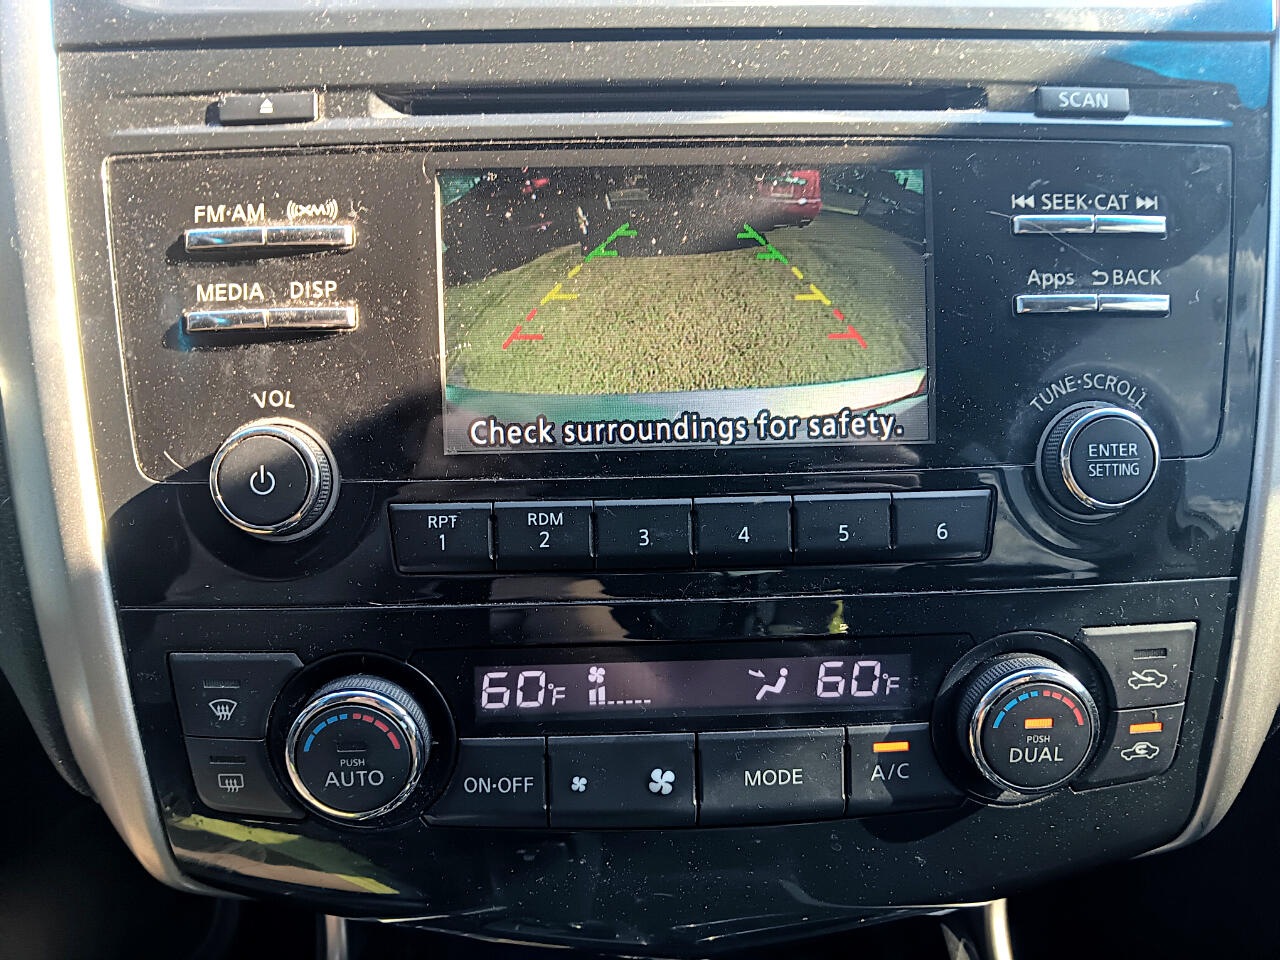 SCAN
FM·AM XM
MEDIA DISP
VOL
Check surroundings for safety.
SEEK·CAT
Apps BACK
TUNE·SCROLL
ENTER
SETTING
RPT
1
RDM
2
3
4
5
6
60°F
60°F
PUSH
AUTO
ON·OFF
MODE
A/C
PUSH
DUAL